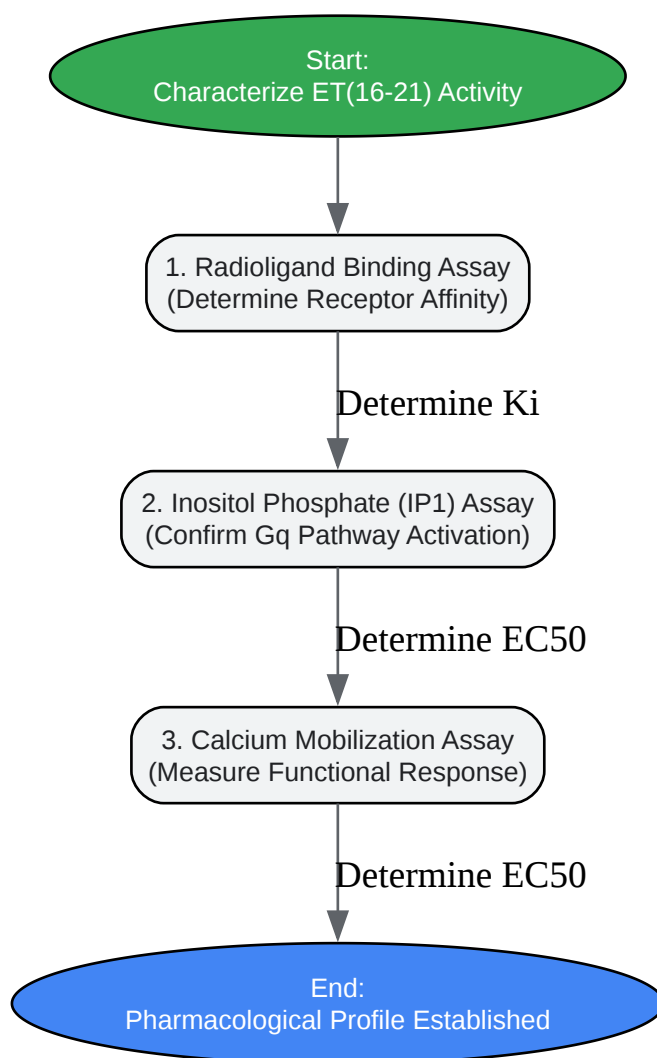 Start:
Characterize ET(16-21) Activity
1. Radioligand Binding Assay
(Determine Receptor Affinity)
Determine Ki
2. Inositol Phosphate (IP1) Assay
(Confirm Gq Pathway Activation)
Determine EC50
3. Calcium Mobilization Assay
(Measure Functional Response)
Determine EC50
End:
Pharmacological Profile Established